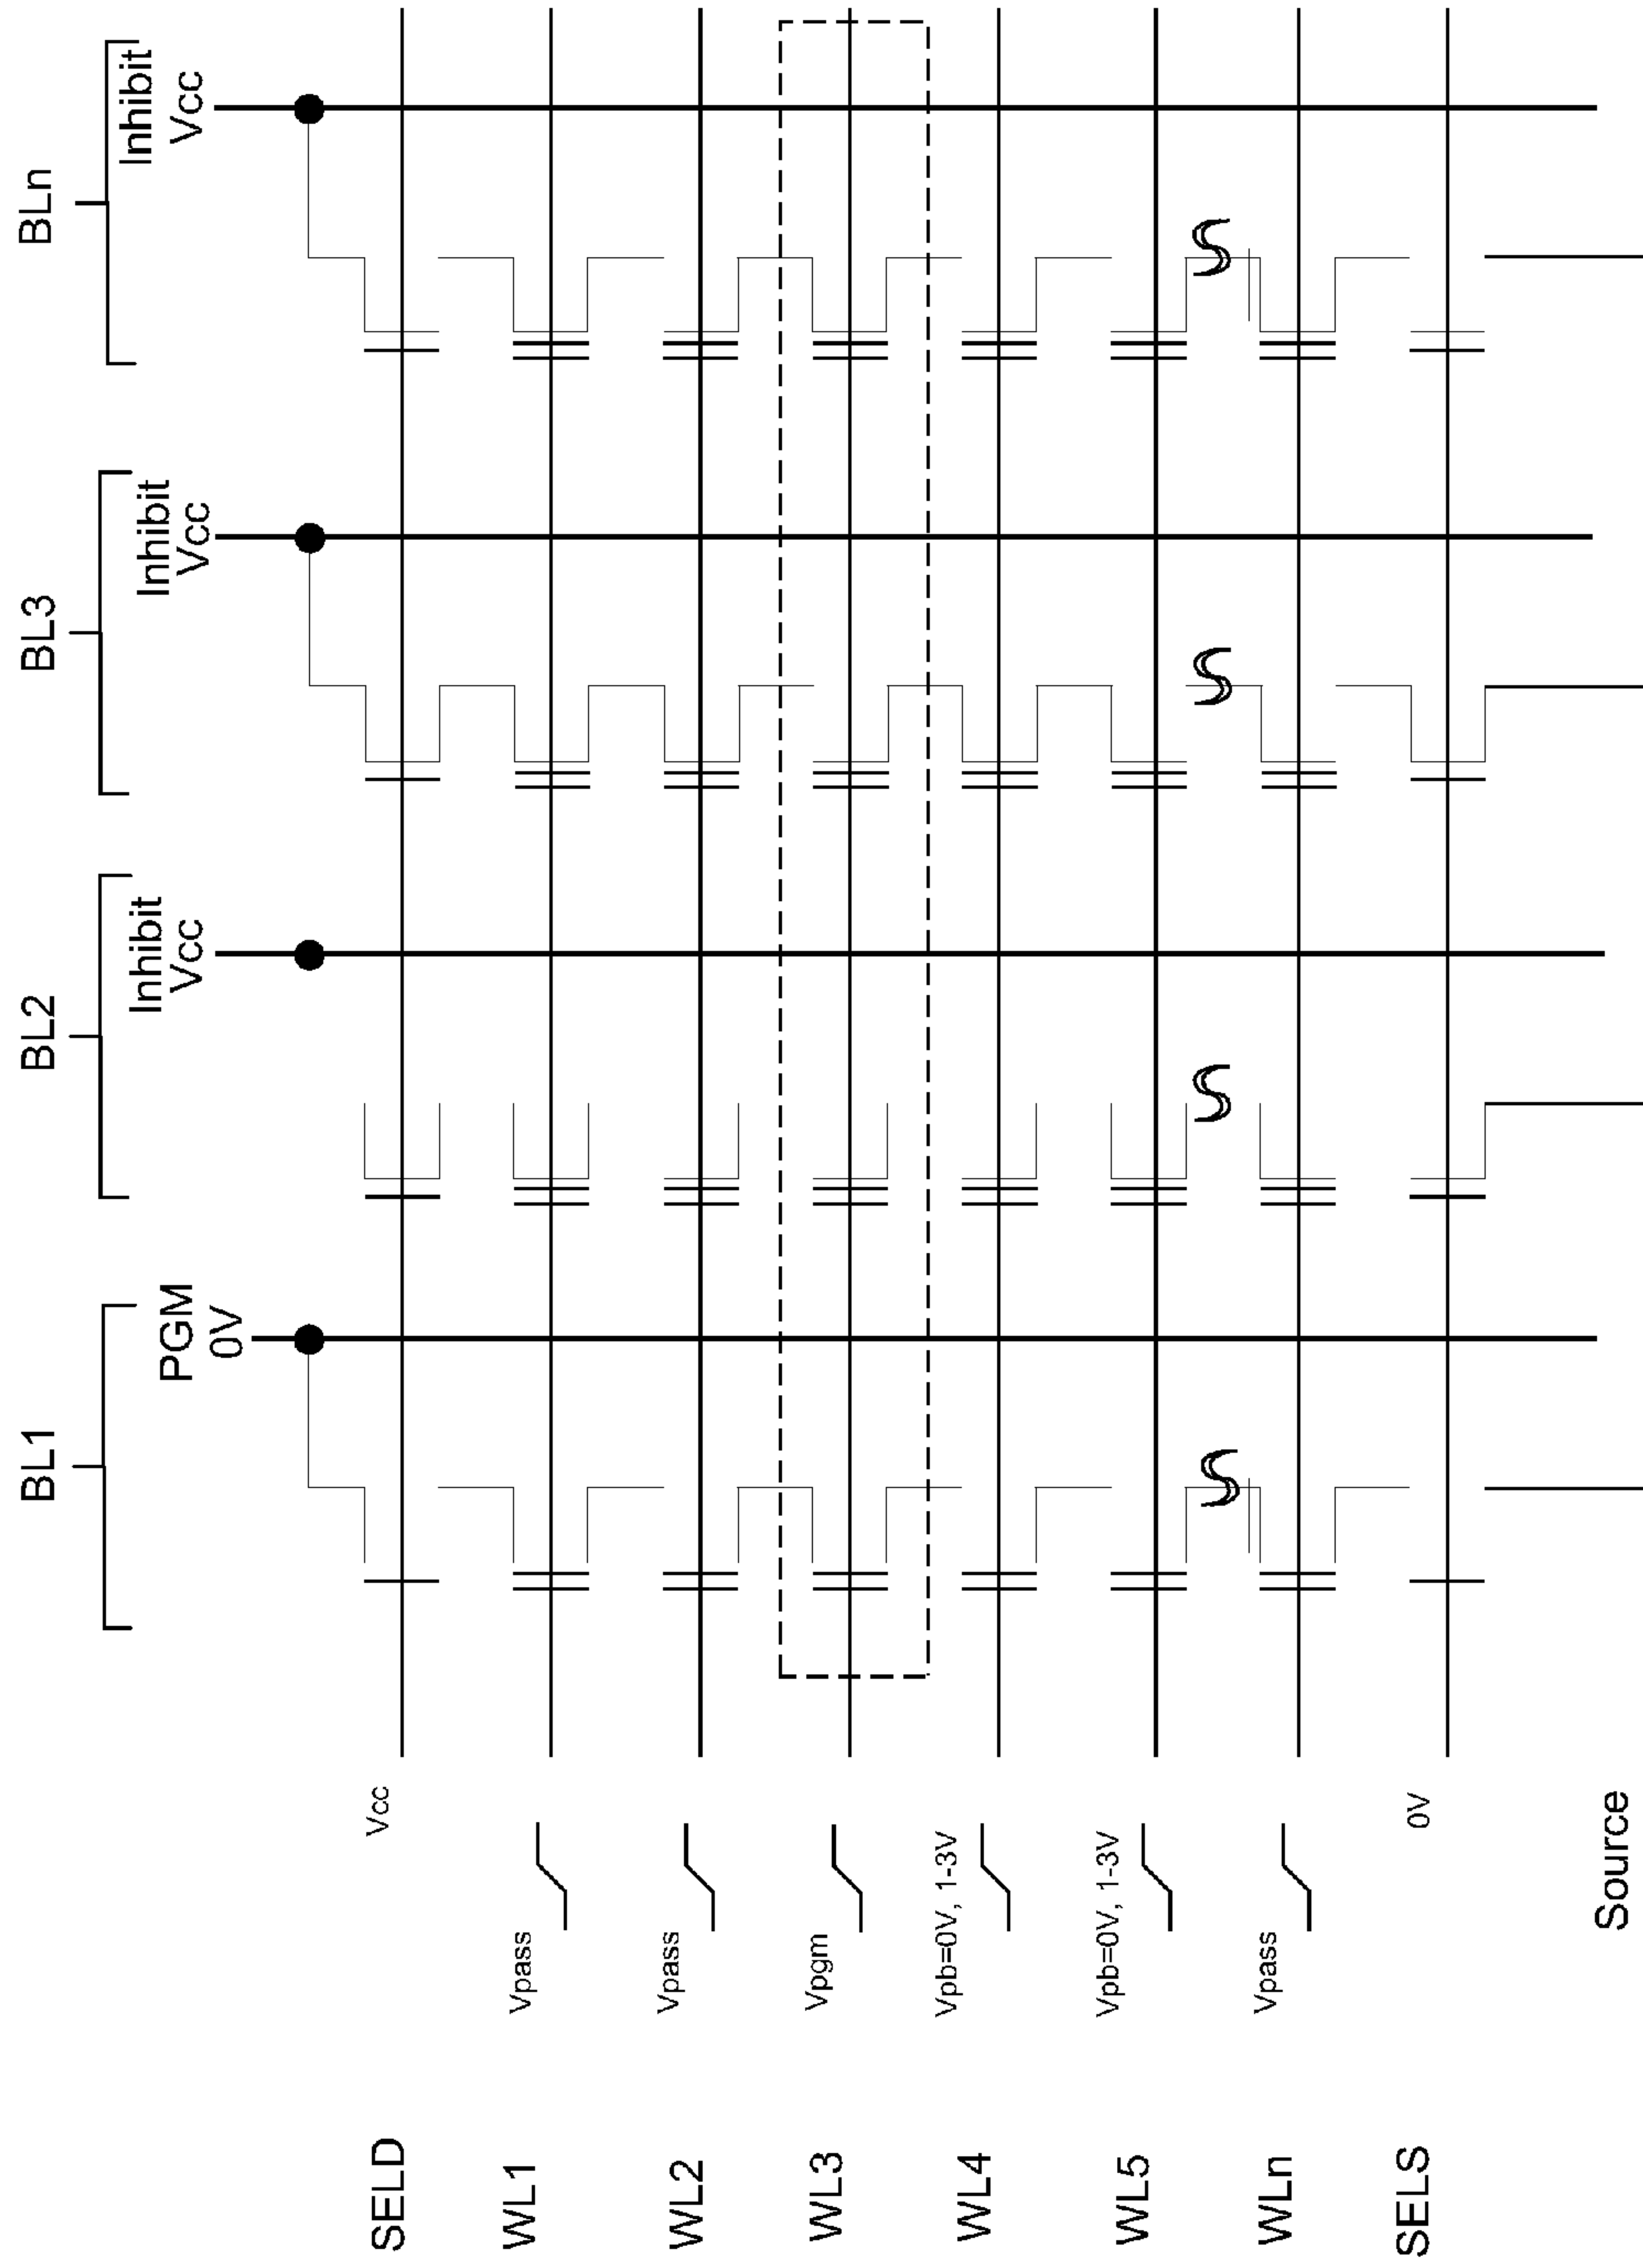 BL1
BL2
BL3
BLn
PGM
0V
Inhibit
Vcc
Inhibit
Vcc
Inhibit
Vcc
SELD
Vcc
WL1
Vpass
WL2
Vpass
WL3
Vpgm
WL4
Vpb=0V, 1-3V
WL5
Vpb=0V, 1-3V
WLn
Vpass
SELS
0V
Source